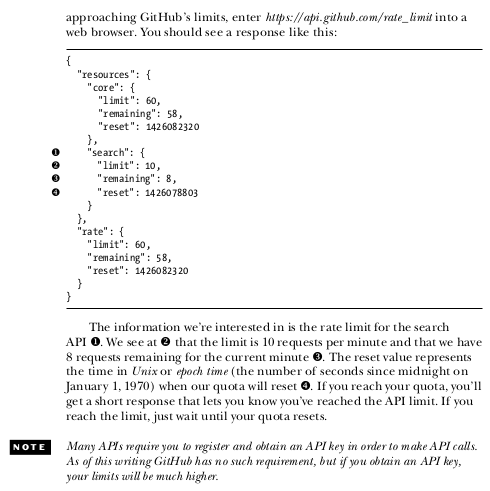 approaching GitHub's limits, enter https://api.github.com/rate_limit into a
web browser. You should see a response like this:
{
  "resources": {
    "core": {
      "limit": 60,
      "remaining": 58,
      "reset": 1426082320
    },
❶    "search": {
❷      "limit": 10,
❸      "remaining": 8,
❹      "reset": 1426078803
    }
  },
  "rate": {
    "limit": 60,
    "remaining": 58,
    "reset": 1426082320
  }
}
The information we're interested in is the rate limit for the search
API ❶. We see at ❷ that the limit is 10 requests per minute and that we have
8 requests remaining for the current minute ❸. The reset value represents
the time in Unix or epoch time (the number of seconds since midnight on
January 1, 1970) when our quota will reset ❹. If you reach your quota, you'll
get a short response that lets you know you've reached the API limit. If you
reach the limit, just wait until your quota resets.
NOTE Many APIs require you to register and obtain an API key in order to make API calls.
As of this writing GitHub has no such requirement, but if you obtain an API key,
your limits will be much higher.